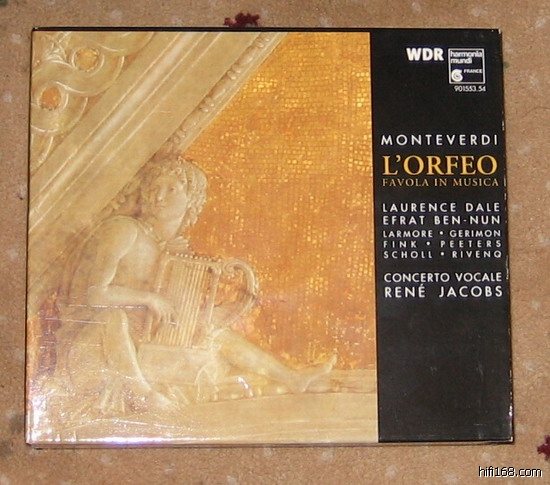 WDR
harmonia
mundi
FRANCE
901553.54
MONTEVERDI
L'ORFEO
FAVOLA IN MUSICA
LAURENCE DALE
EFRAT BEN-NUN
LARMORE • GERIMON
FINK • PEETERS
SCHOLL • RIVENQ
CONCERTO VOCALE
RENÉ JACOBS
hifi168.com